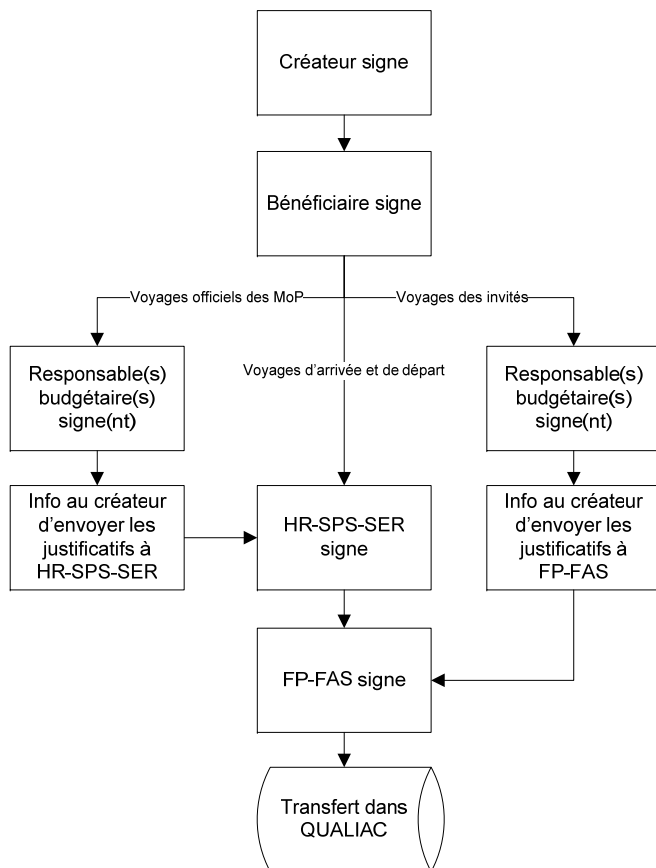 Créateur signe
Bénéficiaire signe
Voyages officiels des MoP
Voyages des invités
Voyages d'arrivée et de départ
Responsable(s)
budgétaire(s)
signe(nt)
Responsable(s)
budgétaire(s)
signe(nt)
Info au créateur
d'envoyer les
justificatifs à
HR-SPS-SER
HR-SPS-SER
signe
Info au créateur
d'envoyer les
justificatifs à
FP-FAS
FP-FAS signe
Transfert dans
QUALIAC